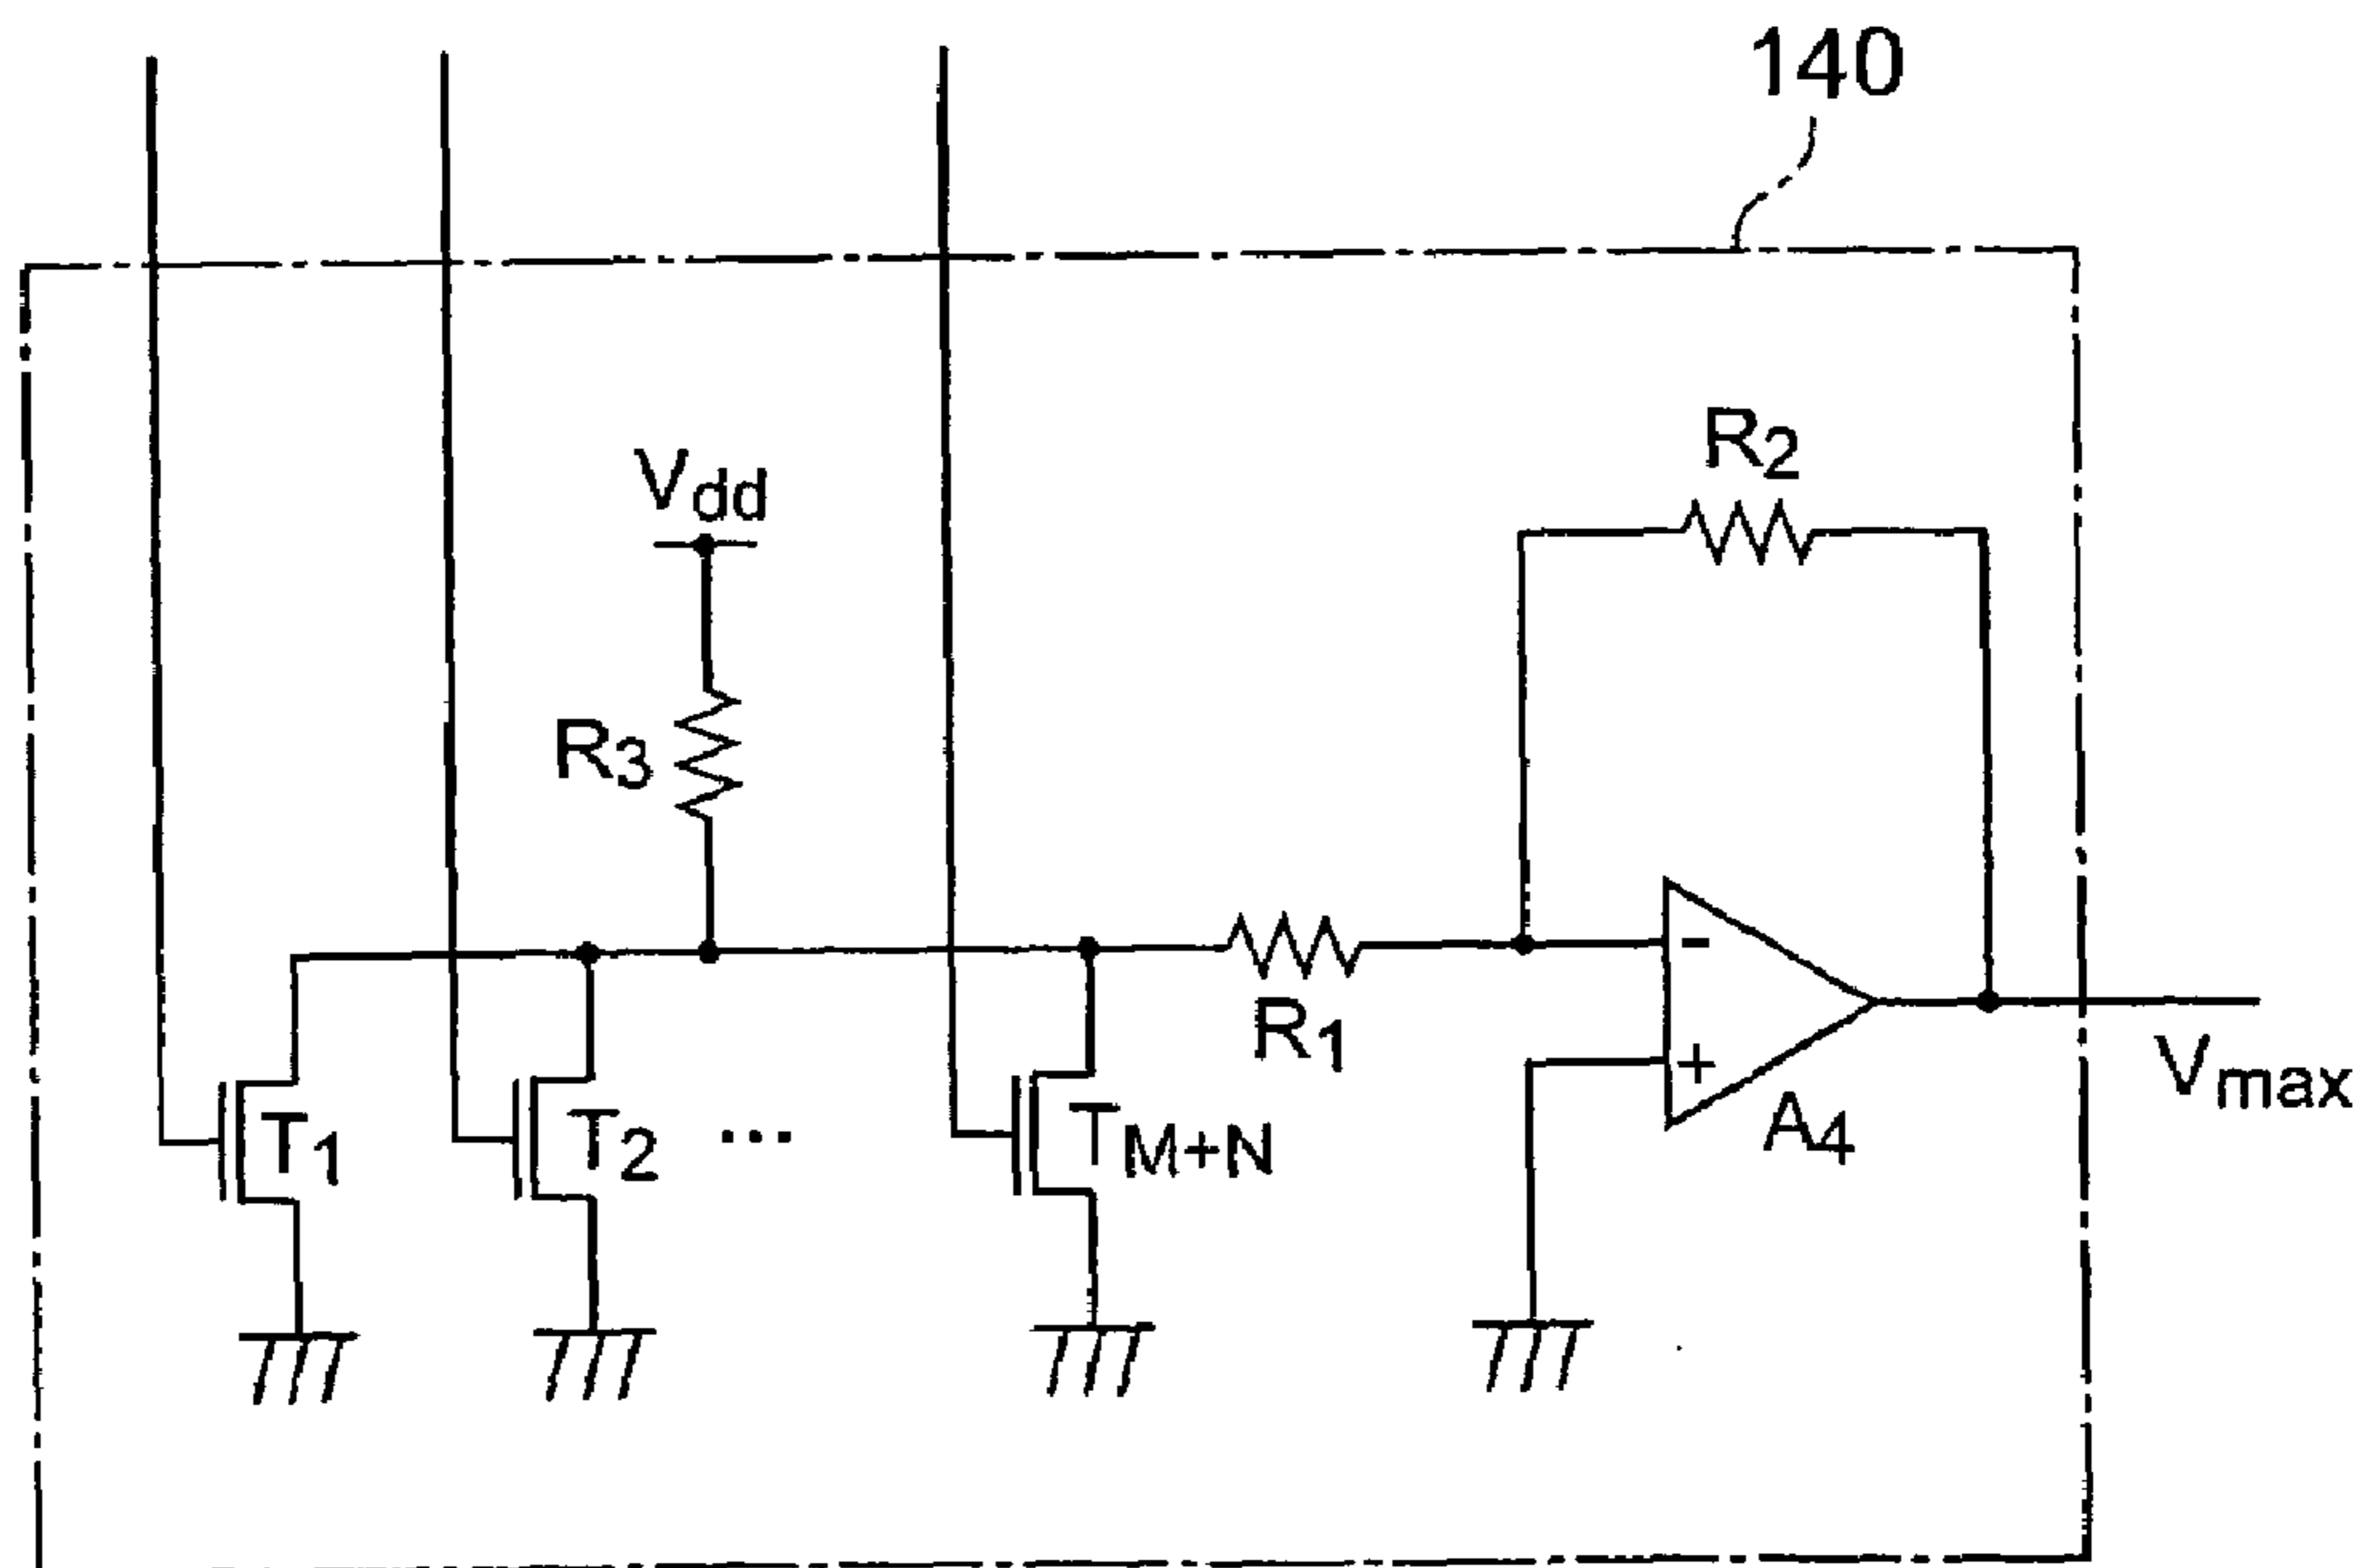 140
R2
Vdd
R3
R1
-
+
A4
Vmax
T1
T2
...
TM+N